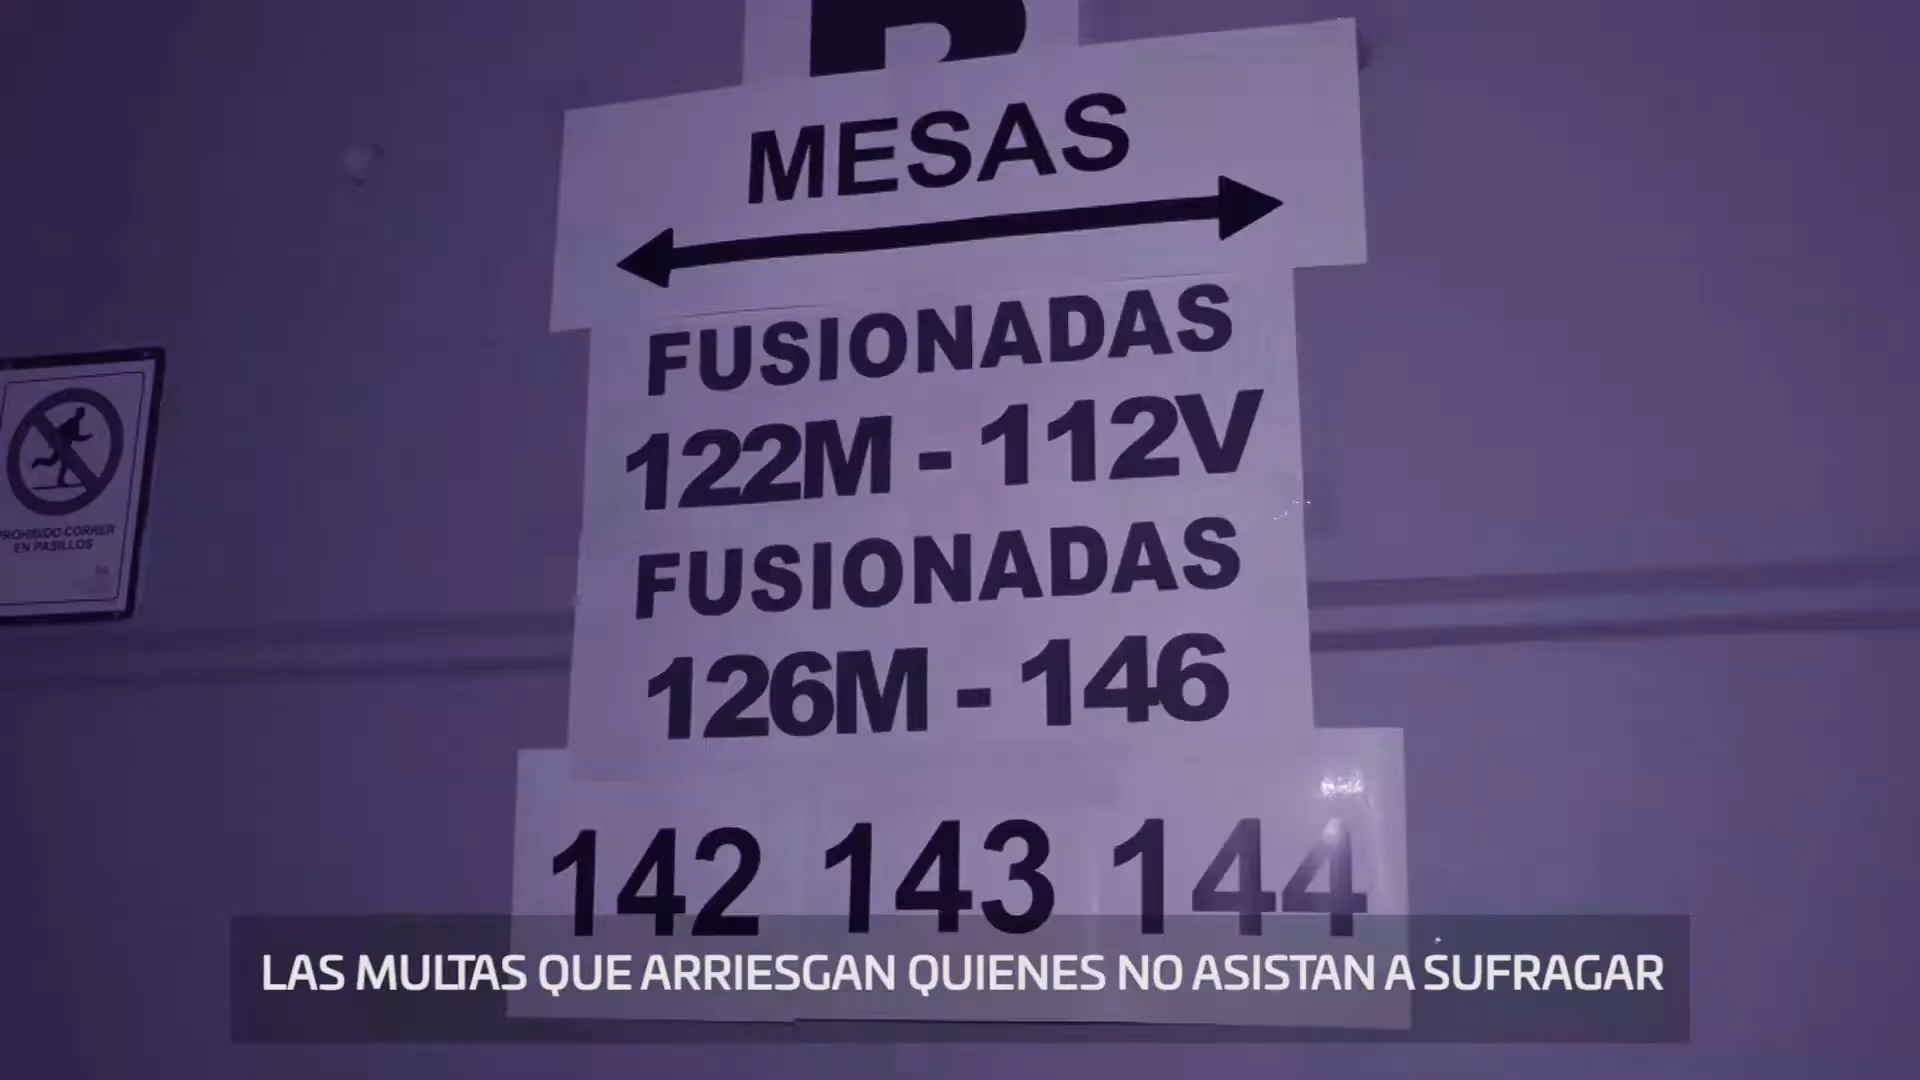 MESAS
FUSIONADAS
122M - 112V
FUSIONADAS
126M - 146
142 143 144
PROHIBIDO CORRER
EN PASILLOS
LAS MULTAS QUE ARRIESGAN QUIENES NO ASISTAN A SUFRAGAR